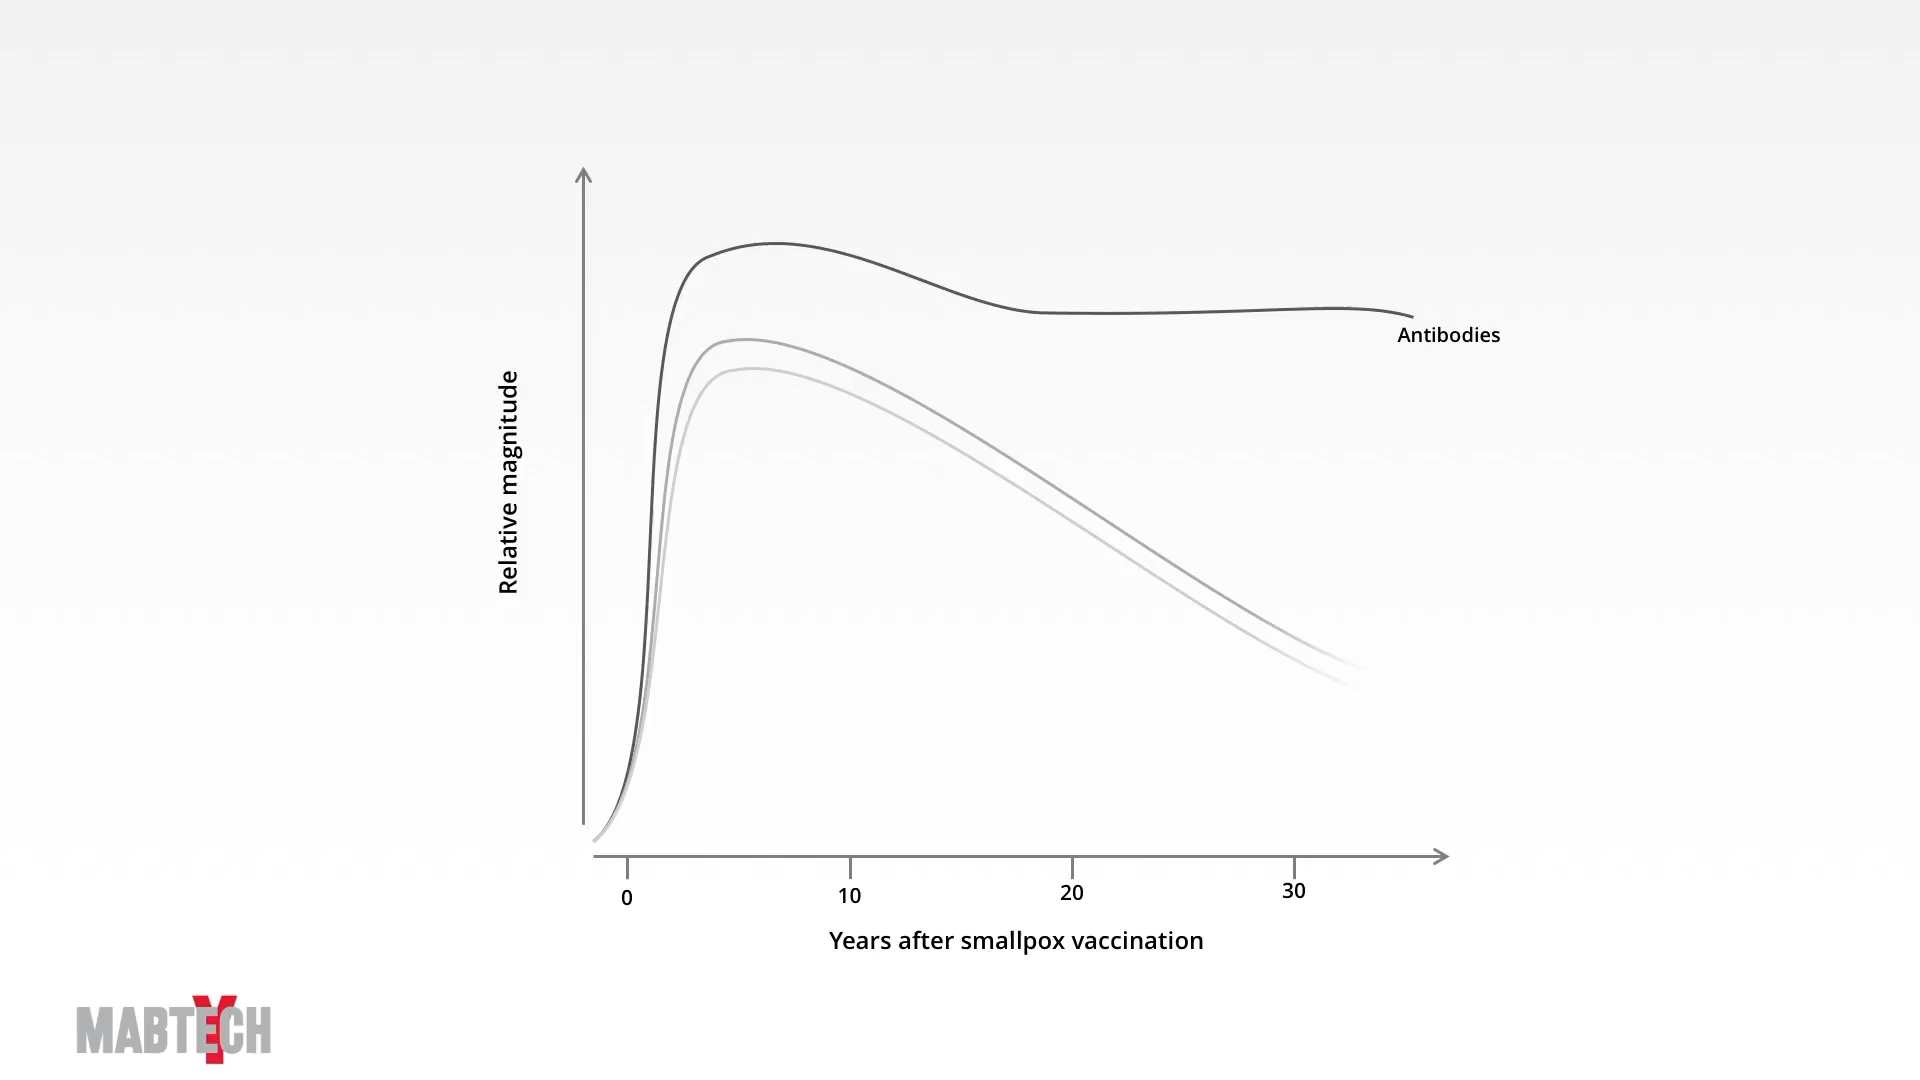 Relative magnitude
Antibodies
0
10
20
30
Years after smallpox vaccination
MABTECH